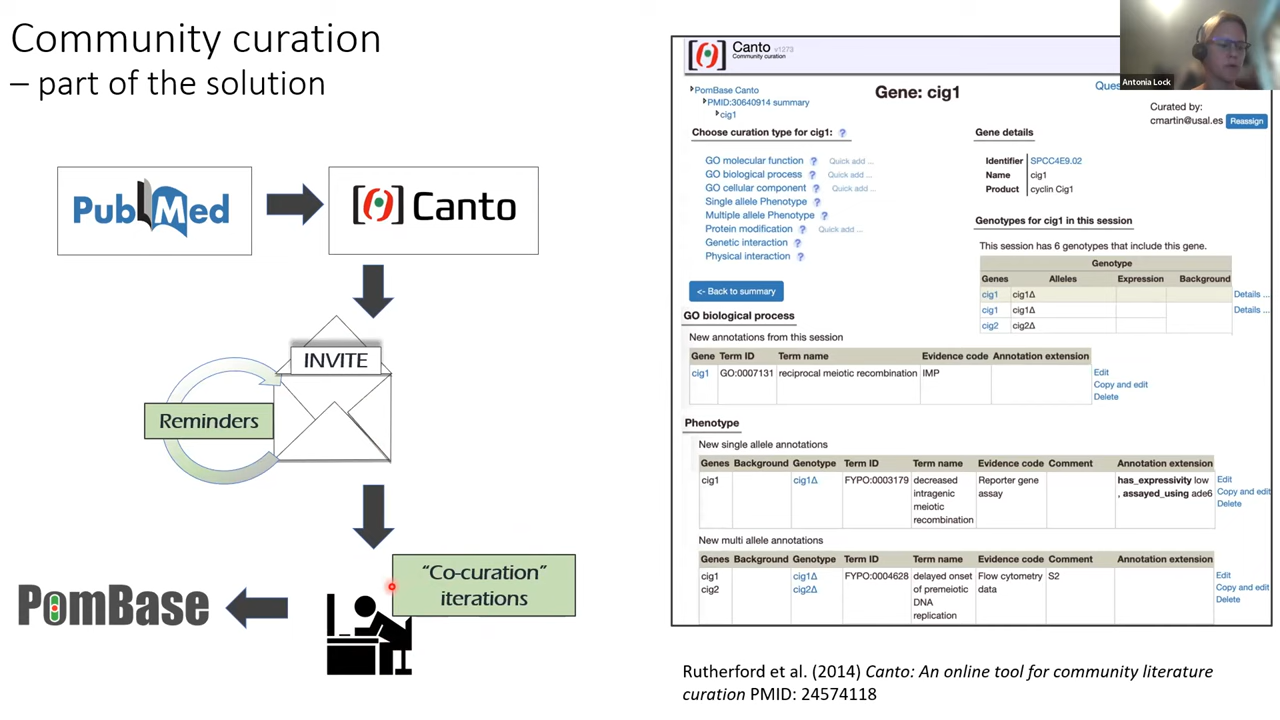 Community curation
– part of the solution
PubMed
Canto
INVITE
Reminders
"Co-curation"
iterations
PomBase
Canto v1273
Community curation
PomBase Canto
PMID:30640914 summary
cig1
Gene: cig1
Ques
Curated by:
cmartin@usal.es Reassign
Choose curation type for cig1: ?
GO molecular function ? Quick add ...
GO biological process ? Quick add ...
GO cellular component ? Quick add ...
Single allele Phenotype ?
Multiple allele Phenotype ?
Protein modification ? Quick add ...
Genetic interaction ?
Physical interaction ?
<- Back to summary
Gene details
Identifier SPCC4E9.02
Name cig1
Product cyclin Cig1
Genotypes for cig1 in this session
This session has 6 genotypes that include this gene.
Genotype
Genes Alleles Expression Background
cig1 cig1Δ Details ...
cig1 cig1Δ Details ...
cig2 cig2Δ
GO biological process
New annotations from this session
Gene Term ID Term name Evidence code Annotation extension
cig1 GO:0007131 reciprocal meiotic recombination IMP Edit
Copy and edit
Delete
Phenotype
New single allele annotations
Genes Background Genotype Term ID Term name Evidence code Comment Annotation extension
cig1 cig1Δ FYPO:0003179 decreased Reporter gene has_expressivity low Edit
intragenic assay , assayed_using ade6 Copy and edit
meiotic Delete
recombination
New multi allele annotations
Genes Background Genotype Term ID Term name Evidence code Comment Annotation extension
cig1 cig1Δ FYPO:0004628 delayed onset Flow cytometry S2 Edit
cig2 cig2Δ of premeiotic data Copy and edit
DNA Delete
replication
Rutherford et al. (2014) Canto: An online tool for community literature
curation PMID: 24574118
Antonia Lock